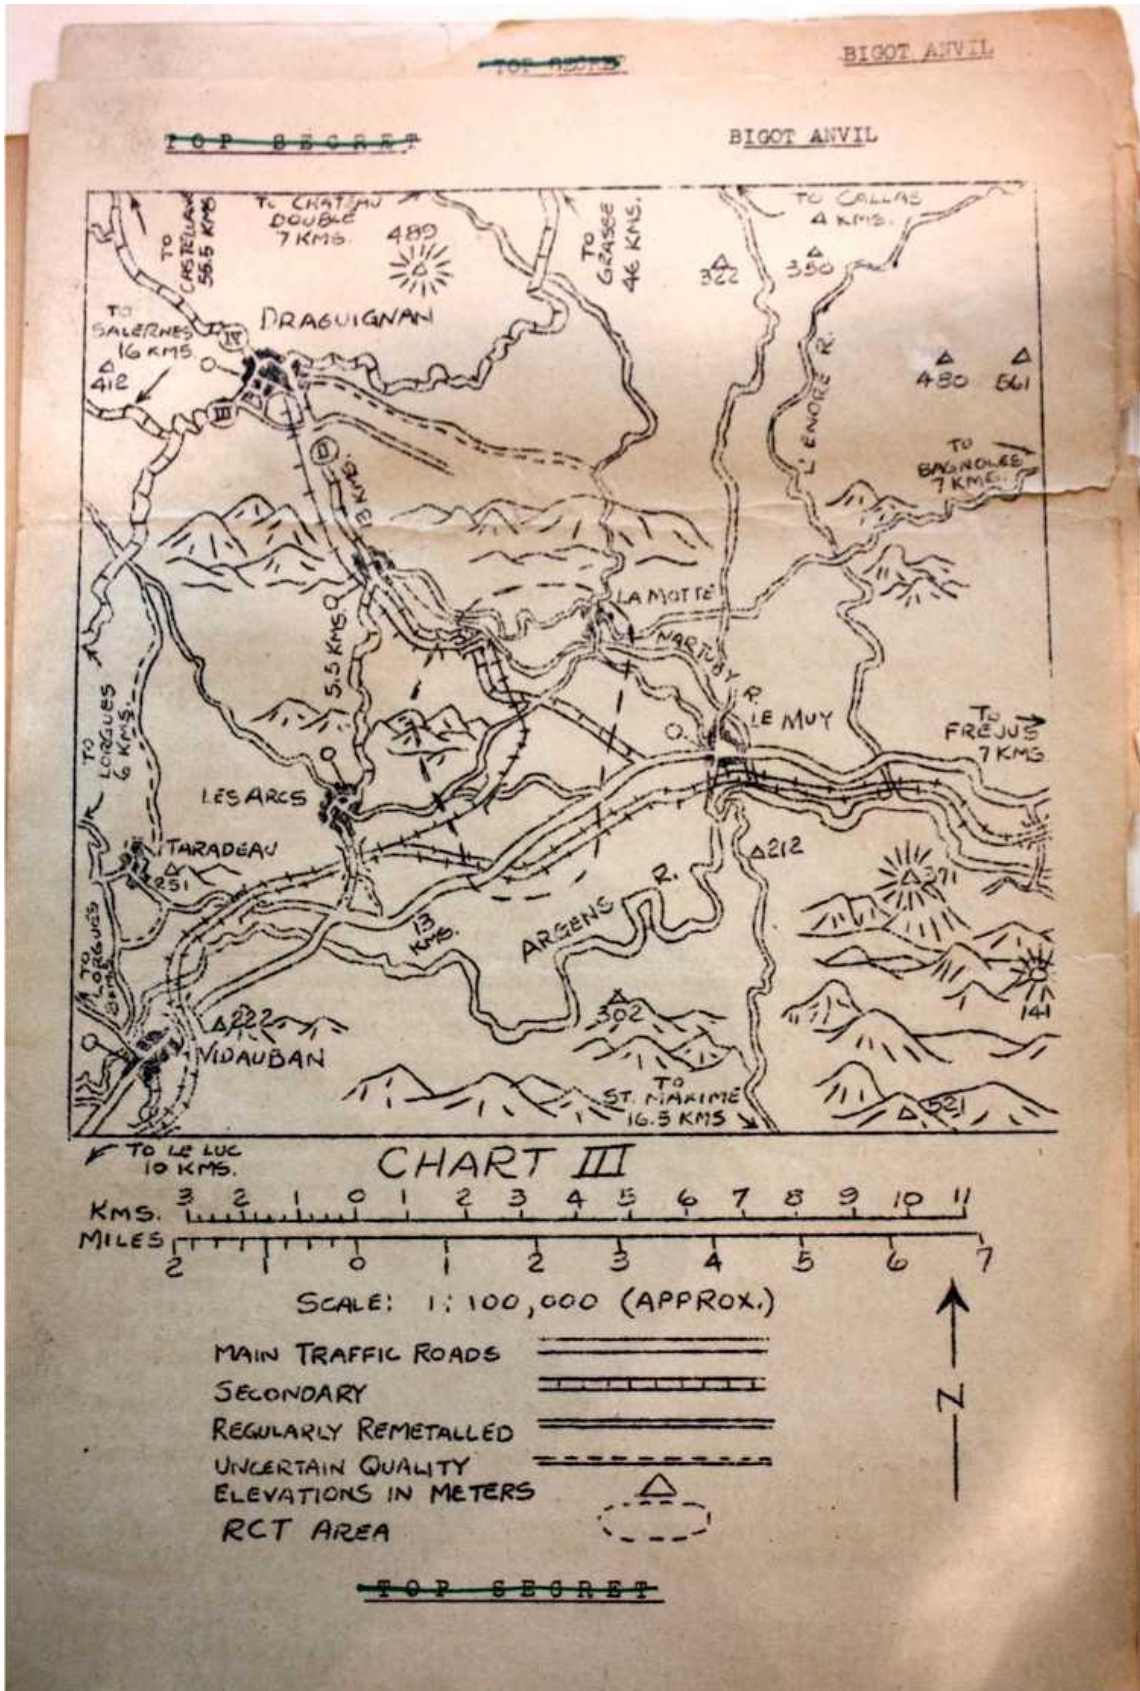 TOP SECRET
BIGOT ANVIL
TOP SECRET
BIGOT ANVIL
TO
CASTELLANE
55.5 KMS
TO CHATEAU
DOUBLE
7 KMS.
489
TO
GRASSE
46 KMS.
322
TO CALLAS
4 KMS.
350
TO
SALERNES
16 KMS.
412
IV
DRAGUIGNAN
III
II
13 KMS.
L'ENDRE R.
480
561
TO
BAGNOLES
7 KMS.
LA MOTTE
NARTUBY R.
5.5 KMS.
TO
LORGUES
6 KMS.
LE MUY
TO
FREJUS
7 KMS
LES ARCS
TARADEAU
251
212
371
ARGENS R.
13
KMS.
TO
LORGUES
8 KMS.
222
VIDAUBAN
302
141
TO
ST. MAXIME
16.5 KMS
521
TO LE LUC
10 KMS.
CHART III
KMS. 3 2 1 0 1 2 3 4 5 6 7 8 9 10 11
MILES
2 1 0 1 2 3 4 5 6 7
SCALE: 1:100,000 (APPROX.)
MAIN TRAFFIC ROADS
SECONDARY
REGULARLY REMETALLED
UNCERTAIN QUALITY
ELEVATIONS IN METERS
RCT AREA
N
TOP SECRET